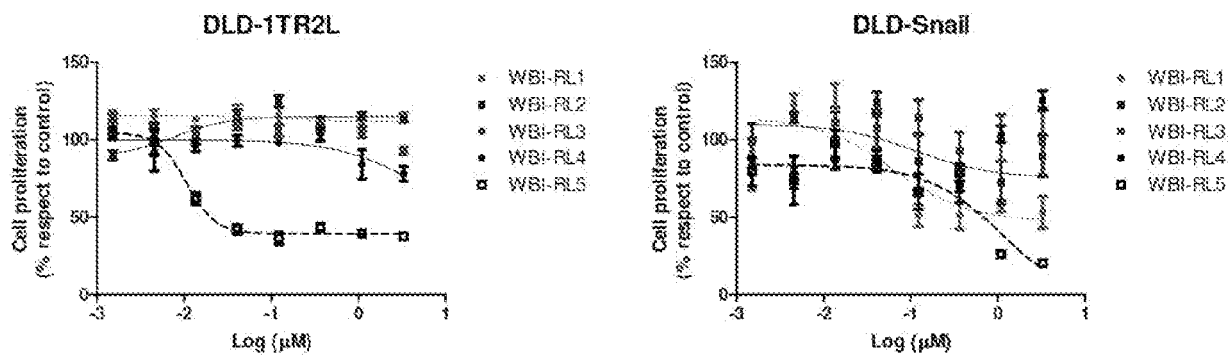 DLD-1TR2L
150
100
50
0
-3 -2 -1 0 1
Cell proliferation
(% respect to control)
Log (µM)
WBI-RL1
WBI-RL2
WBI-RL3
WBI-RL4
WBI-RL5
DLD-Snail
150
100
50
0
-3 -2 -1 0 1
Cell proliferation
(% respect to control)
Log (µM)
WBI-RL1
WBI-RL3
WBI-RL4
WBI-RL5